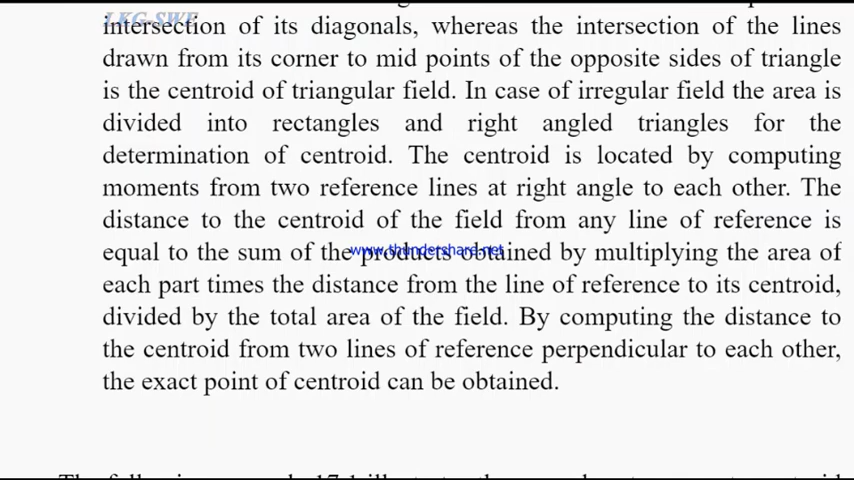 LKG-SWE
intersection of its diagonals, whereas the intersection of the lines
drawn from its corner to mid points of the opposite sides of triangle
is the centroid of triangular field. In case of irregular field the area is
divided into rectangles and right angled triangles for the
determination of centroid. The centroid is located by computing
moments from two reference lines at right angle to each other. The
distance to the centroid of the field from any line of reference is
equal to the sum of the products obtained by multiplying the area of
www.thundershare.net
each part times the distance from the line of reference to its centroid,
divided by the total area of the field. By computing the distance to
the centroid from two lines of reference perpendicular to each other,
the exact point of centroid can be obtained.